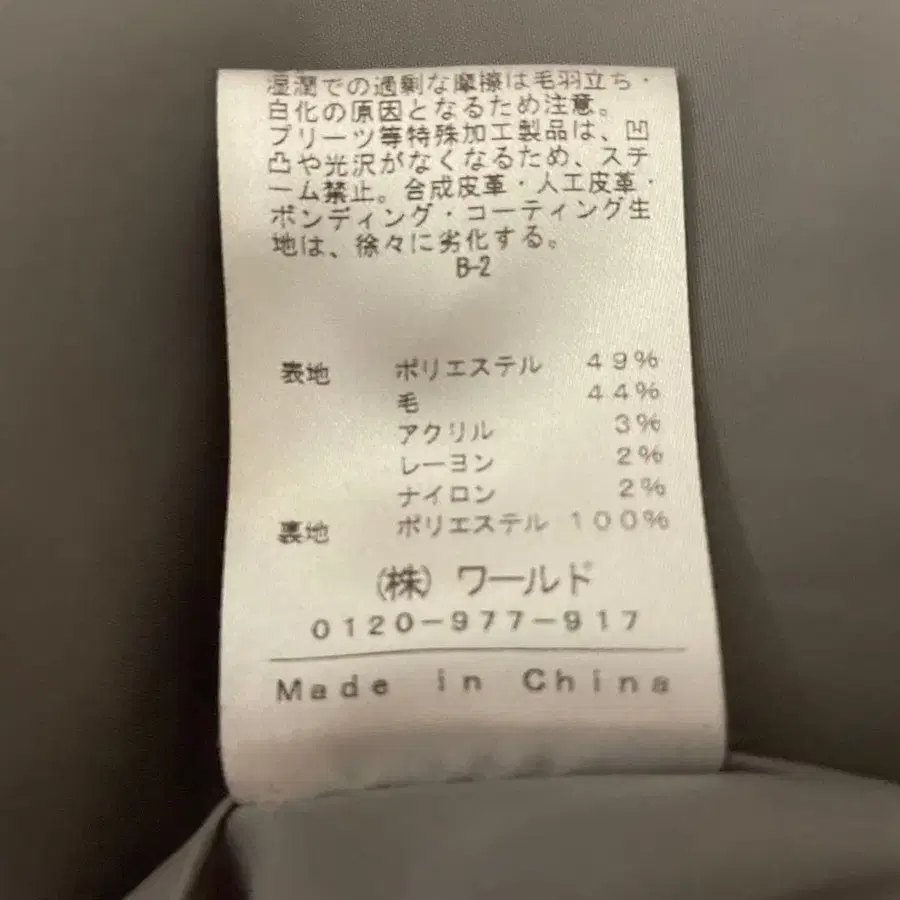 湿潤での過剰な摩擦は毛羽立ち・
白化の原因となるため注意。
プリーツ等特殊加工製品は、凹
凸や光沢がなくなるため、スチ
ーム禁止。合成皮革・人工皮革・
ボンディング・コーティング生
地は、徐々に劣化する。
B-2
表地 ポリエステル 49%
毛 44%
アクリル 3%
レーヨン 2%
ナイロン 2%
裏地 ポリエステル 100%
(株) ワールド
0120-977-917
Made in China